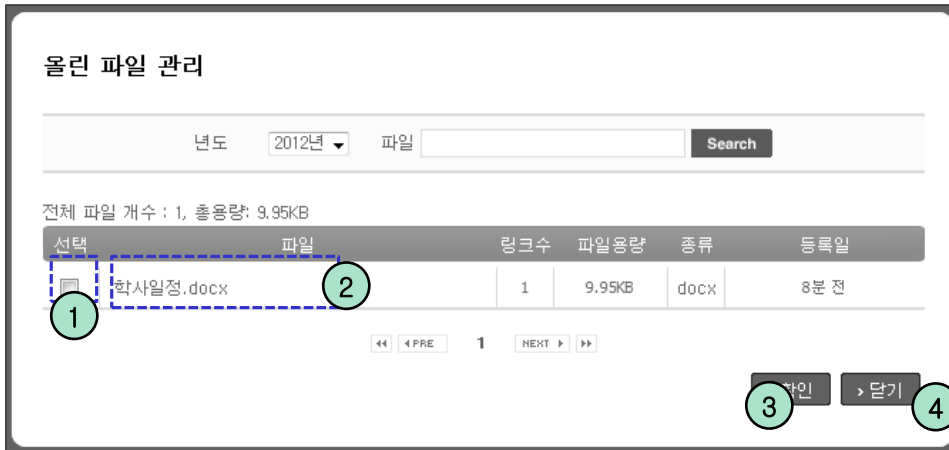 올린 파일 관리
년도 2012년 파일 Search
전체 파일 개수 : 1, 총용량: 9.95KB
선택 파일 링크수 파일용량 종류 등록일
학사일정.docx 1 9.95KB docx 8분 전
1 2
PRE 1 NEXT
확인 닫기
3 4